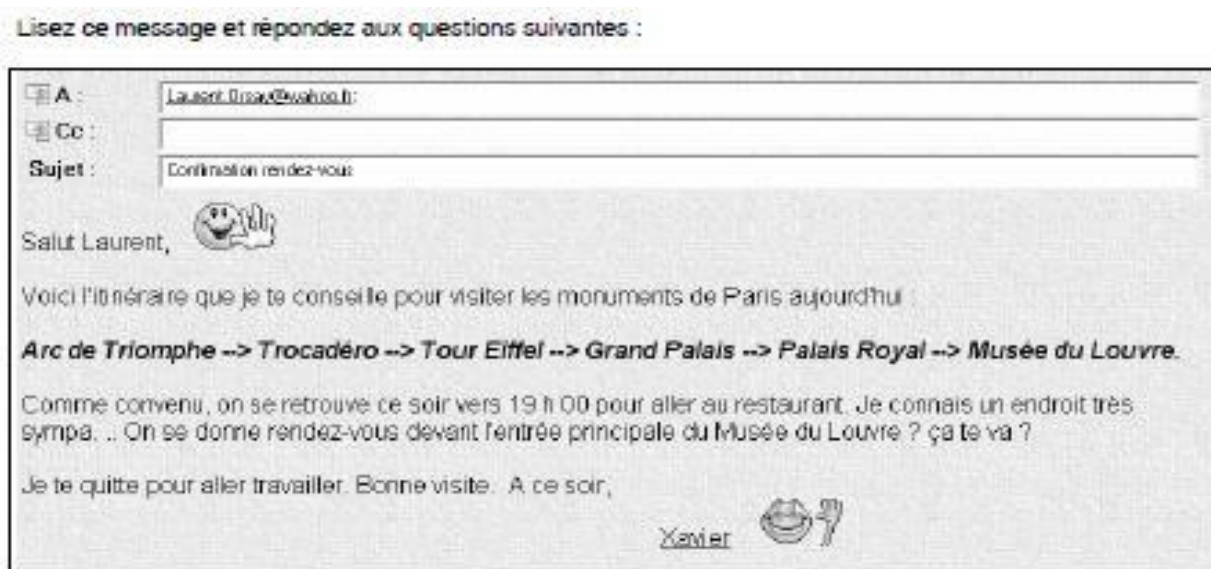 Lisez ce message et répondez aux questions suivantes :
A :
Cc :
Sujet : Confirmation rendez-vous
Salut Laurent,
Voici l'itinéraire que je te conseille pour visiter les monuments de Paris aujourd'hui :
Arc de Triomphe --> Trocadéro --> Tour Eiffel --> Grand Palais --> Palais Royal --> Musée du Louvre.
Comme convenu, on se retrouve ce soir vers 19 h 00 pour aller au restaurant. Je connais un endroit très
sympa. .. On se donne rendez-vous devant l'entrée principale du Musée du Louvre ? ça te va ?
Je te quitte pour aller travailler. Bonne visite. A ce soir,
Xavier